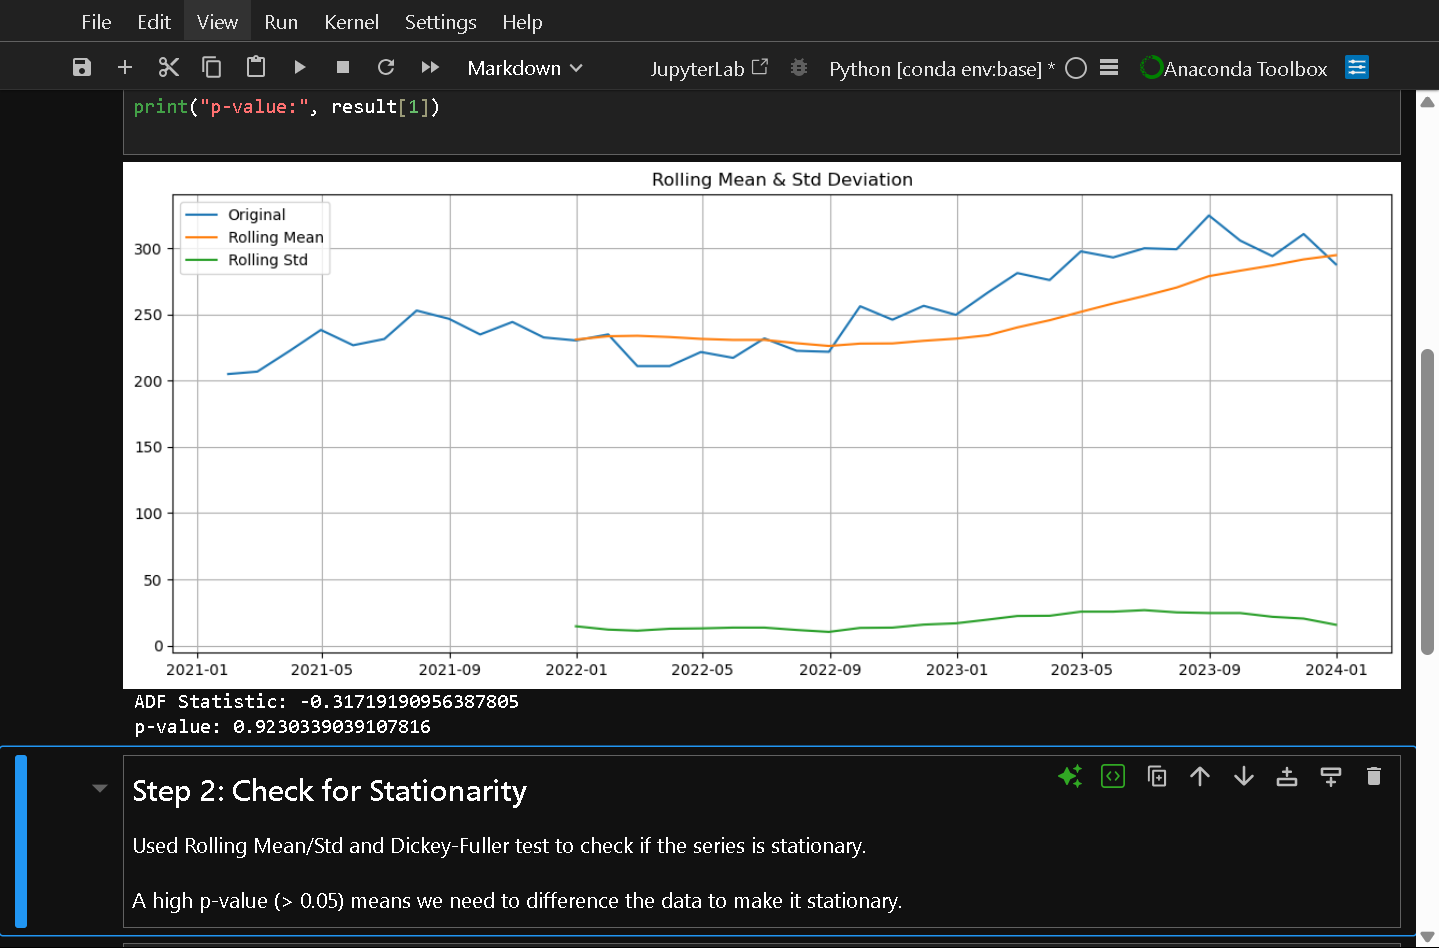 File Edit View Run Kernel Settings Help
Markdown JupyterLab Python [conda env:base] * Anaconda Toolbox
print("p-value:", result[1])
Rolling Mean & Std Deviation
Original
Rolling Mean
Rolling Std
300
250
200
150
100
50
0
2021-01 2021-05 2021-09 2022-01 2022-05 2022-09 2023-01 2023-05 2023-09 2024-01
ADF Statistic: -0.31719190956387805
p-value: 0.9230339039107816
Step 2: Check for Stationarity
Used Rolling Mean/Std and Dickey-Fuller test to check if the series is stationary.
A high p-value (> 0.05) means we need to difference the data to make it stationary.